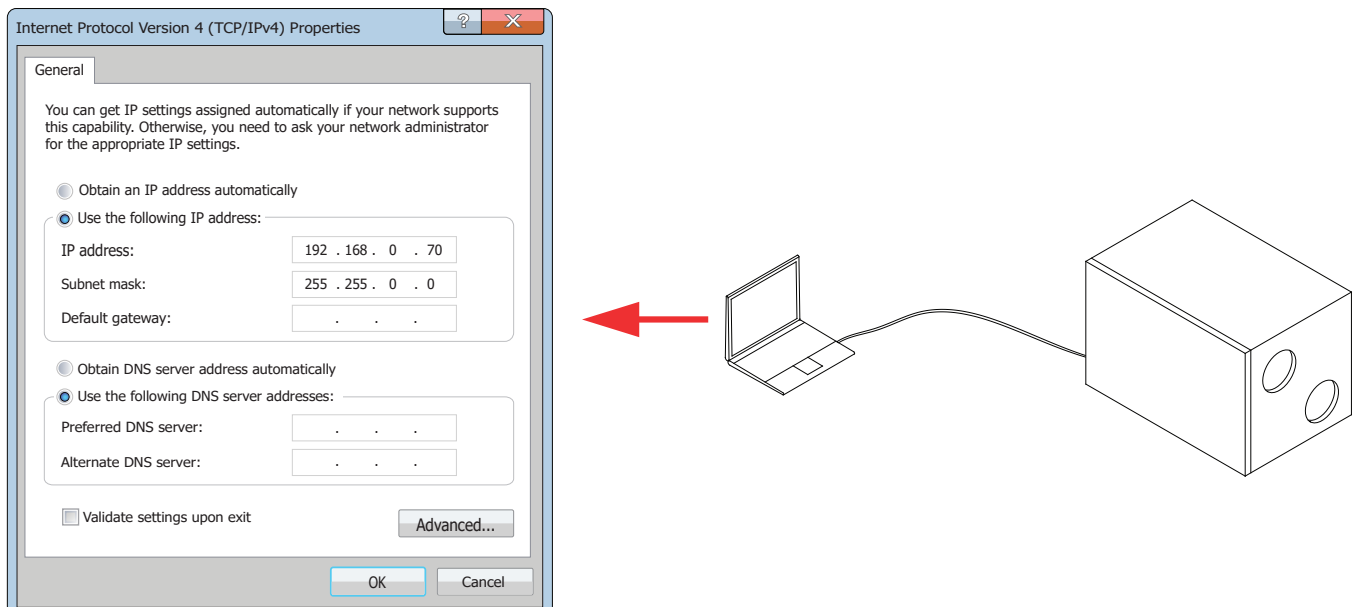 Internet Protocol Version 4 (TCP/IPv4) Properties
?
X
General
You can get IP settings assigned automatically if your network supports
this capability. Otherwise, you need to ask your network administrator
for the appropriate IP settings.
Obtain an IP address automatically
Use the following IP address:
IP address: 192 . 168 . 0 . 70
Subnet mask: 255 . 255 . 0 . 0
Default gateway: . . .
Obtain DNS server address automatically
Use the following DNS server addresses:
Preferred DNS server: . . .
Alternate DNS server: . . .
Validate settings upon exit
Advanced...
OK Cancel